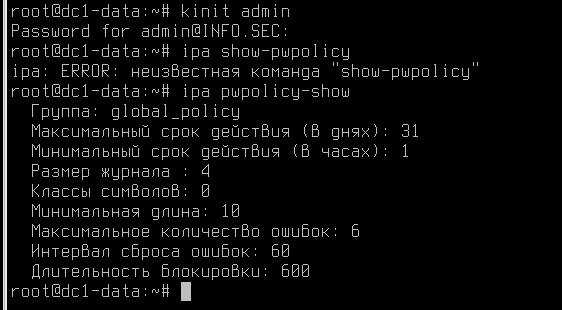 root@dc1-data:~# kinit admin
Password for admin@INFO.SEC:
root@dc1-data:~# ipa show-pwpolicy
ipa: ERROR: неизвестная команда "show-pwpolicy"
root@dc1-data:~# ipa pwpolicy-show
Группа: global_policy
Максимальный срок действия (в днях): 31
Минимальный срок действия (в часах): 1
Размер журнала : 4
Классы символов: 0
Минимальная длина: 10
Максимальное количество ошибок: 6
Интервал сброса ошибок: 60
Длительность блокировки: 600
root@dc1-data:~#